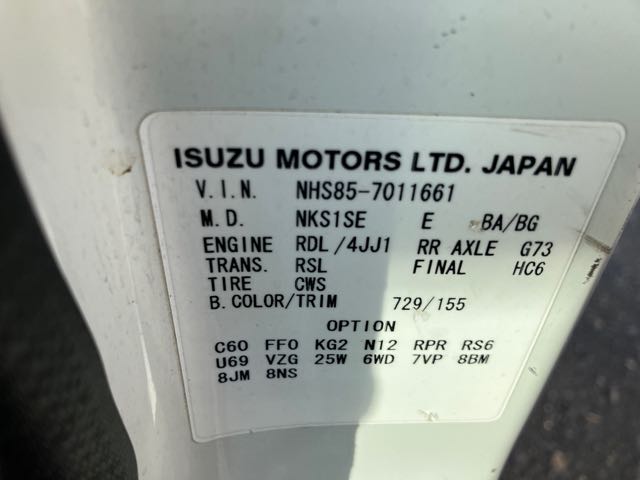 ISUZU MOTORS LTD. JAPAN
V.I.N. NHS85-7011661
M.D. NKS1SE E BA/BG
ENGINE RDL/4JJ1 RR AXLE G73
TRANS. RSL FINAL HC6
TIRE CWS
B.COLOR/TRIM 729/155
OPTION
C60 FF0 KG2 N12 RPR RS6
U69 VZG 25W 6WD 7VP 8BM
8JM 8NS